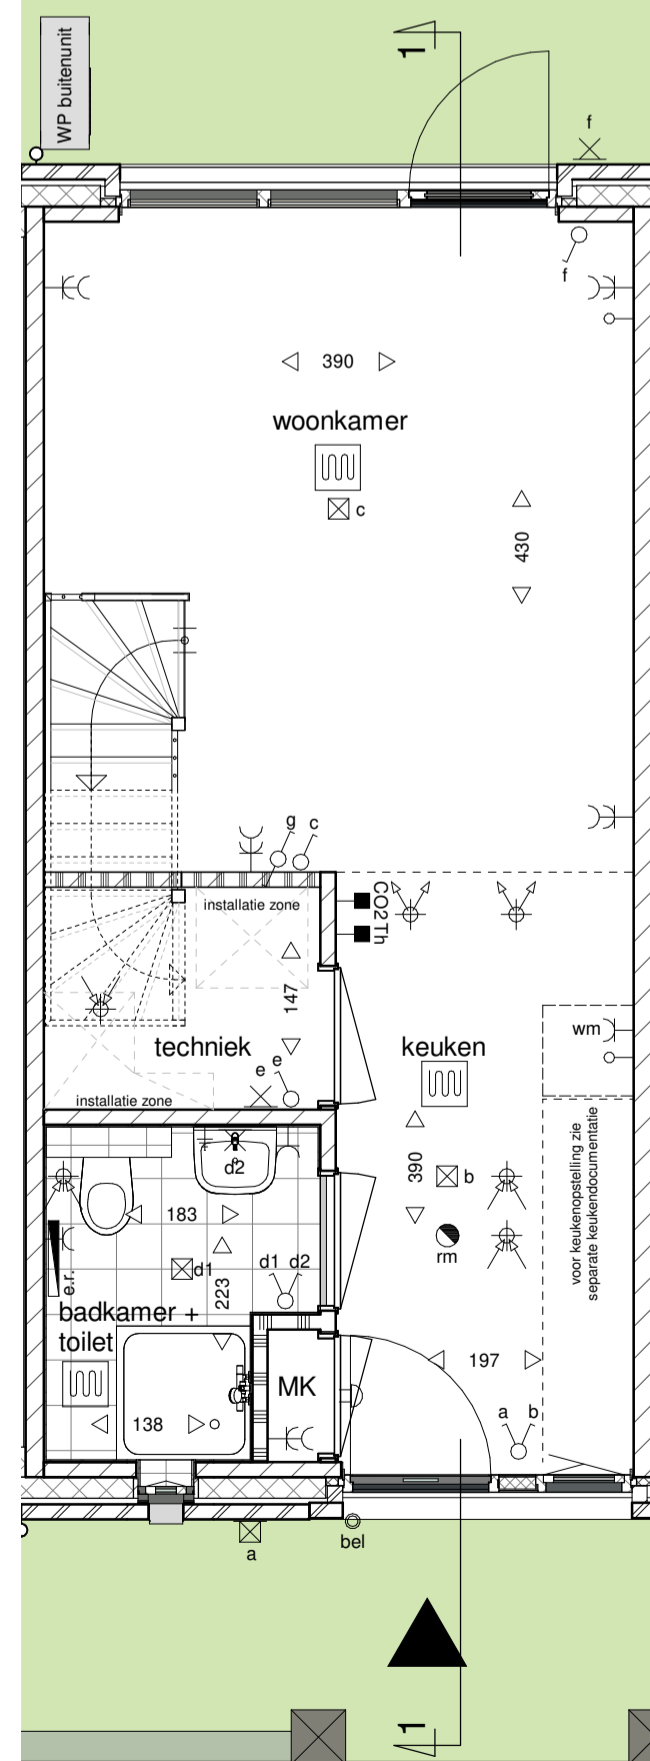 WP buitenunit
1
f
f
390
woonkamer
c
430
g
c
CO2
Th
installatie zone
147
techniek
keuken
wm
e
e
installatie zone
voor keukenopstelling zie
separate keukendocumentatie
d2
390
b
183
rm
d1
d1
d2
223
e.r.
badkamer +
toilet
197
MK
138
a
b
a
bel
1